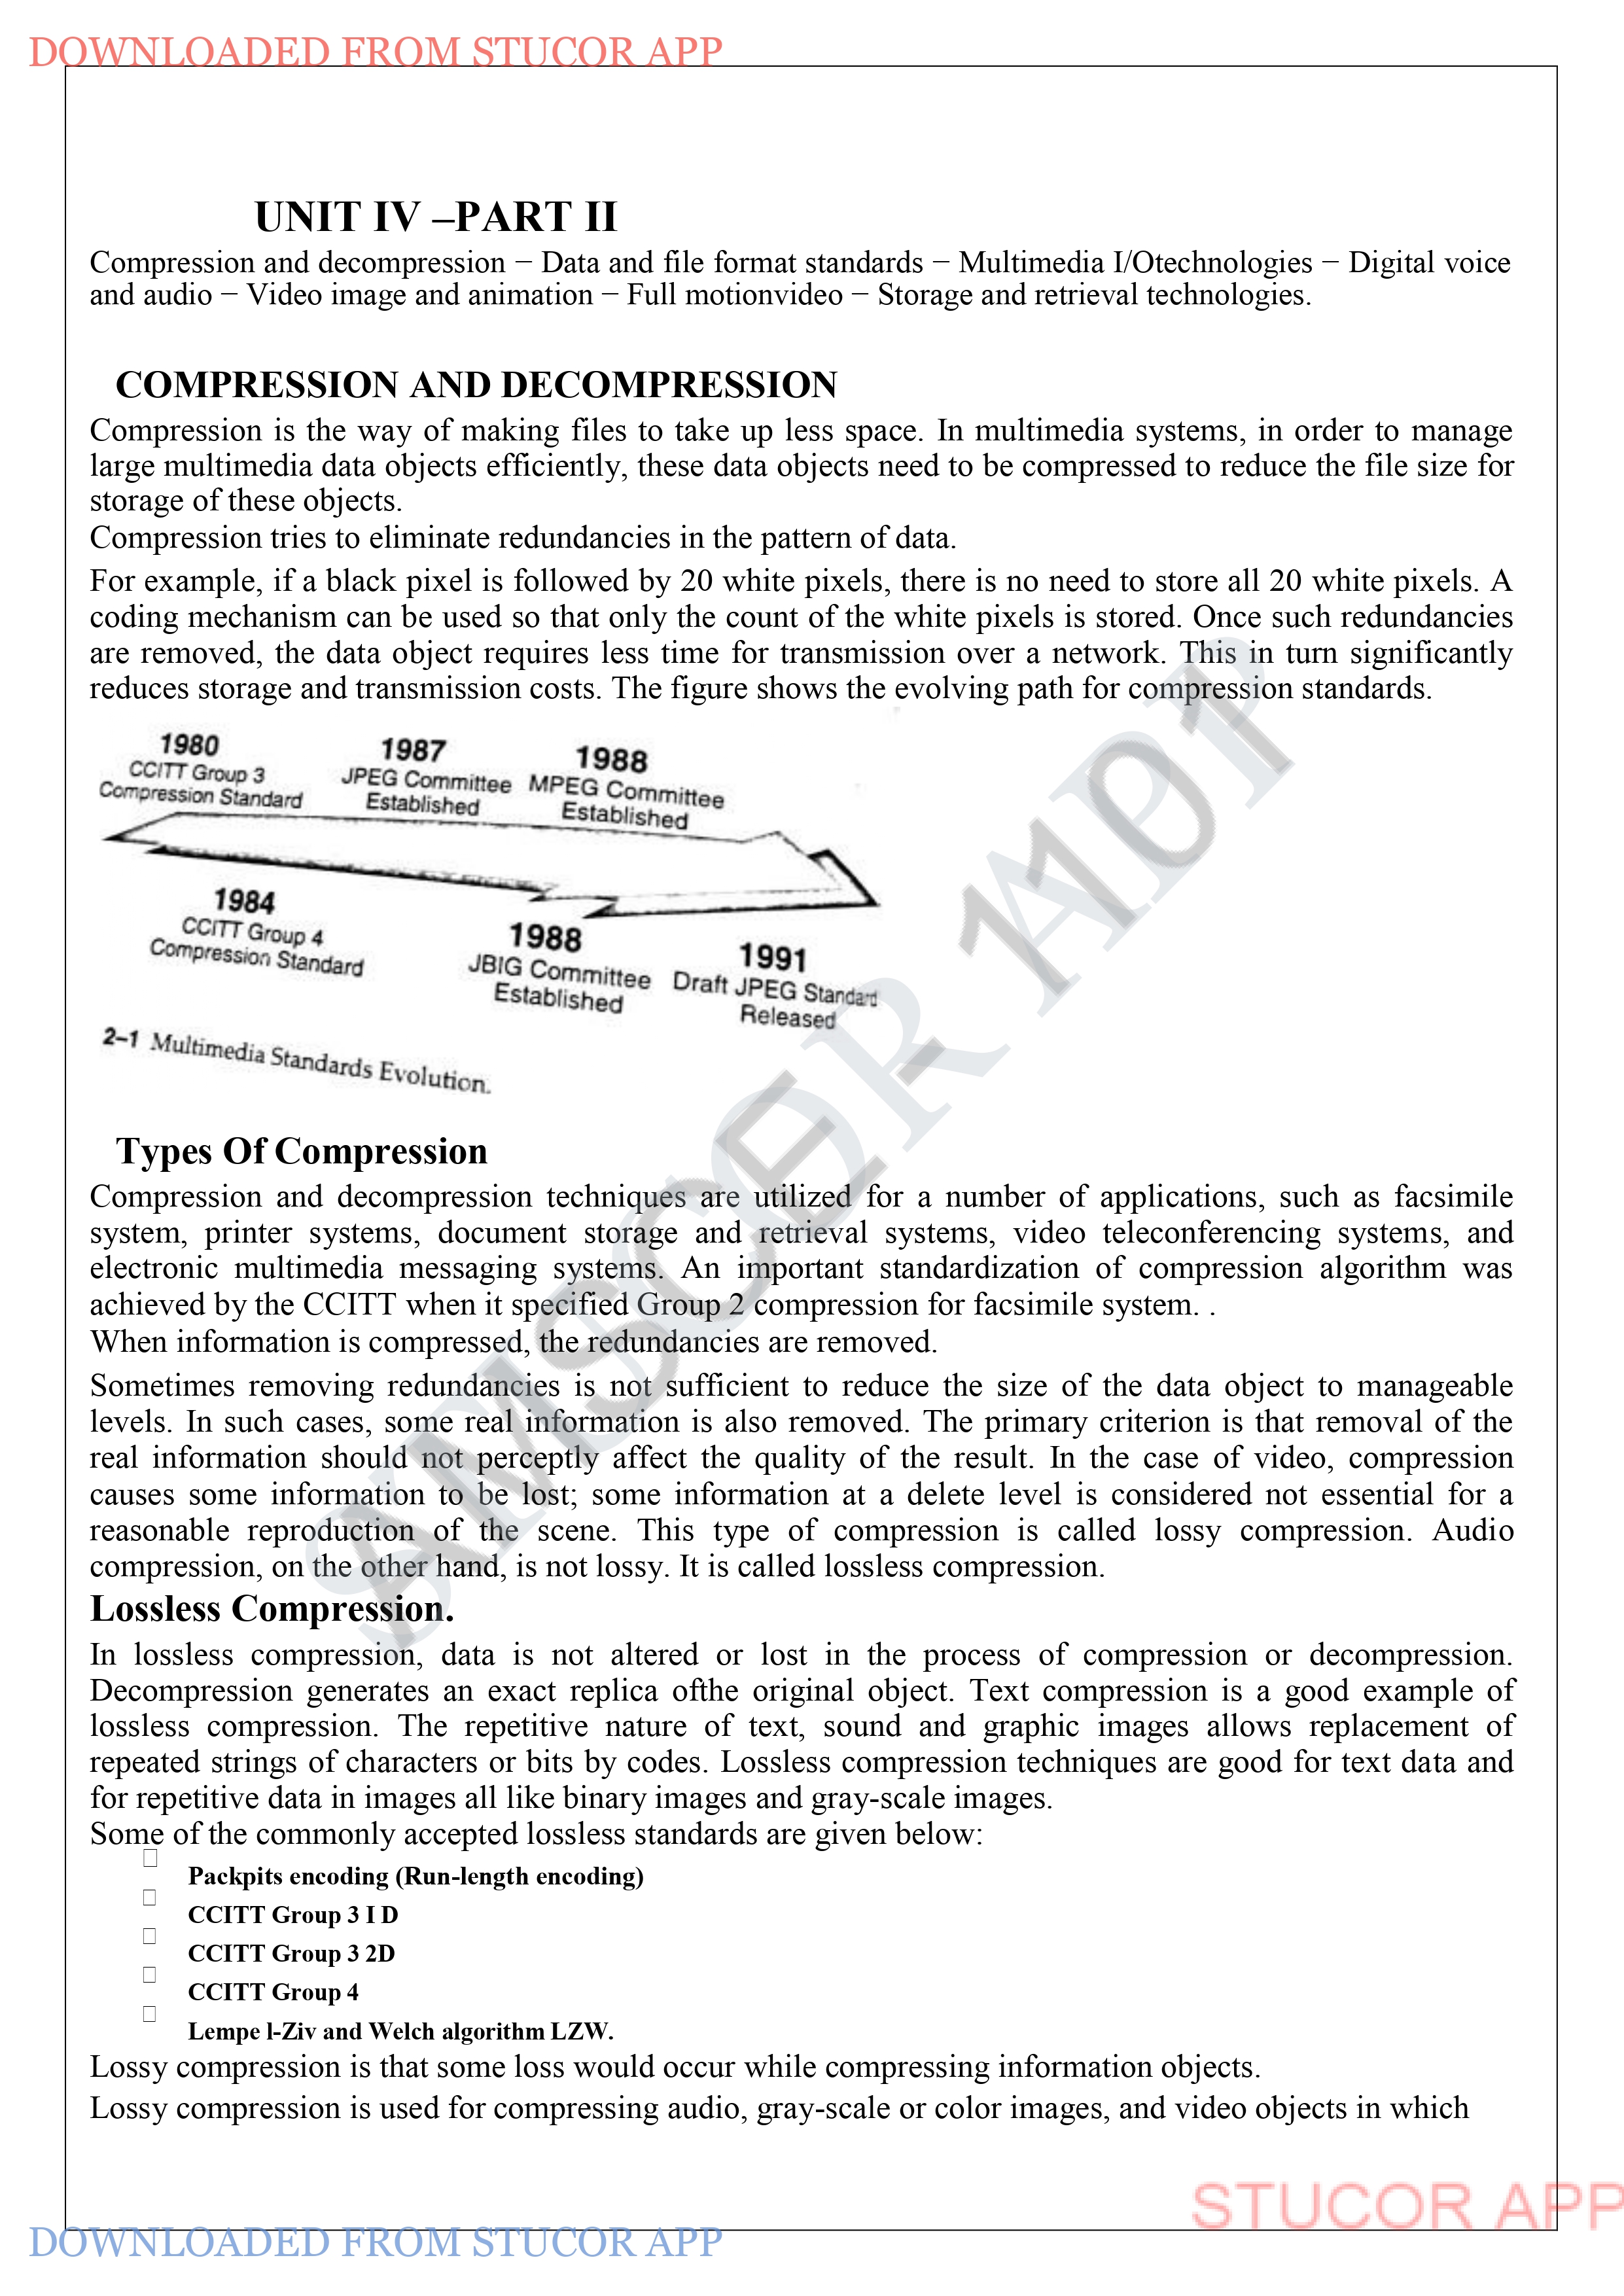 DOWNLOADED FROM STUCOR APP
UNIT IV –PART II
Compression and decompression − Data and file format standards − Multimedia I/Otechnologies − Digital voice
and audio − Video image and animation − Full motionvideo − Storage and retrieval technologies.
COMPRESSION AND DECOMPRESSION
Compression is the way of making files to take up less space. In multimedia systems, in order to manage
large multimedia data objects efficiently, these data objects need to be compressed to reduce the file size for
storage of these objects.
Compression tries to eliminate redundancies in the pattern of data.
For example, if a black pixel is followed by 20 white pixels, there is no need to store all 20 white pixels. A
coding mechanism can be used so that only the count of the white pixels is stored. Once such redundancies
are removed, the data object requires less time for transmission over a network. This in turn significantly
reduces storage and transmission costs. The figure shows the evolving path for compression standards.
1980
CCITT Group 3
Compression Standard
1987
JPEG Committee
Established
1988
MPEG Committee
Established
1984
CCITT Group 4
Compression Standard
1988
JBIG Committee
Established
1991
Draft JPEG Standard
Released
2–1 Multimedia Standards Evolution.
Types Of Compression
Compression and decompression techniques are utilized for a number of applications, such as facsimile
system, printer systems, document storage and retrieval systems, video teleconferencing systems, and
electronic multimedia messaging systems. An important standardization of compression algorithm was
achieved by the CCITT when it specified Group 2 compression for facsimile system. .
When information is compressed, the redundancies are removed.
Sometimes removing redundancies is not sufficient to reduce the size of the data object to manageable
levels. In such cases, some real information is also removed. The primary criterion is that removal of the
real information should not perceptly affect the quality of the result. In the case of video, compression
causes some information to be lost; some information at a delete level is considered not essential for a
reasonable reproduction of the scene. This type of compression is called lossy compression. Audio
compression, on the other hand, is not lossy. It is called lossless compression.
Lossless Compression.
In lossless compression, data is not altered or lost in the process of compression or decompression.
Decompression generates an exact replica ofthe original object. Text compression is a good example of
lossless compression. The repetitive nature of text, sound and graphic images allows replacement of
repeated strings of characters or bits by codes. Lossless compression techniques are good for text data and
for repetitive data in images all like binary images and gray-scale images.
Some of the commonly accepted lossless standards are given below:
Packpits encoding (Run-length encoding)
CCITT Group 3 I D
CCITT Group 3 2D
CCITT Group 4
Lempe l-Ziv and Welch algorithm LZW.
Lossy compression is that some loss would occur while compressing information objects.
Lossy compression is used for compressing audio, gray-scale or color images, and video objects in which
STUCOR APP
AMSCE - 1101
STUCOR APP
DOWNLOADED FROM STUCOR APP